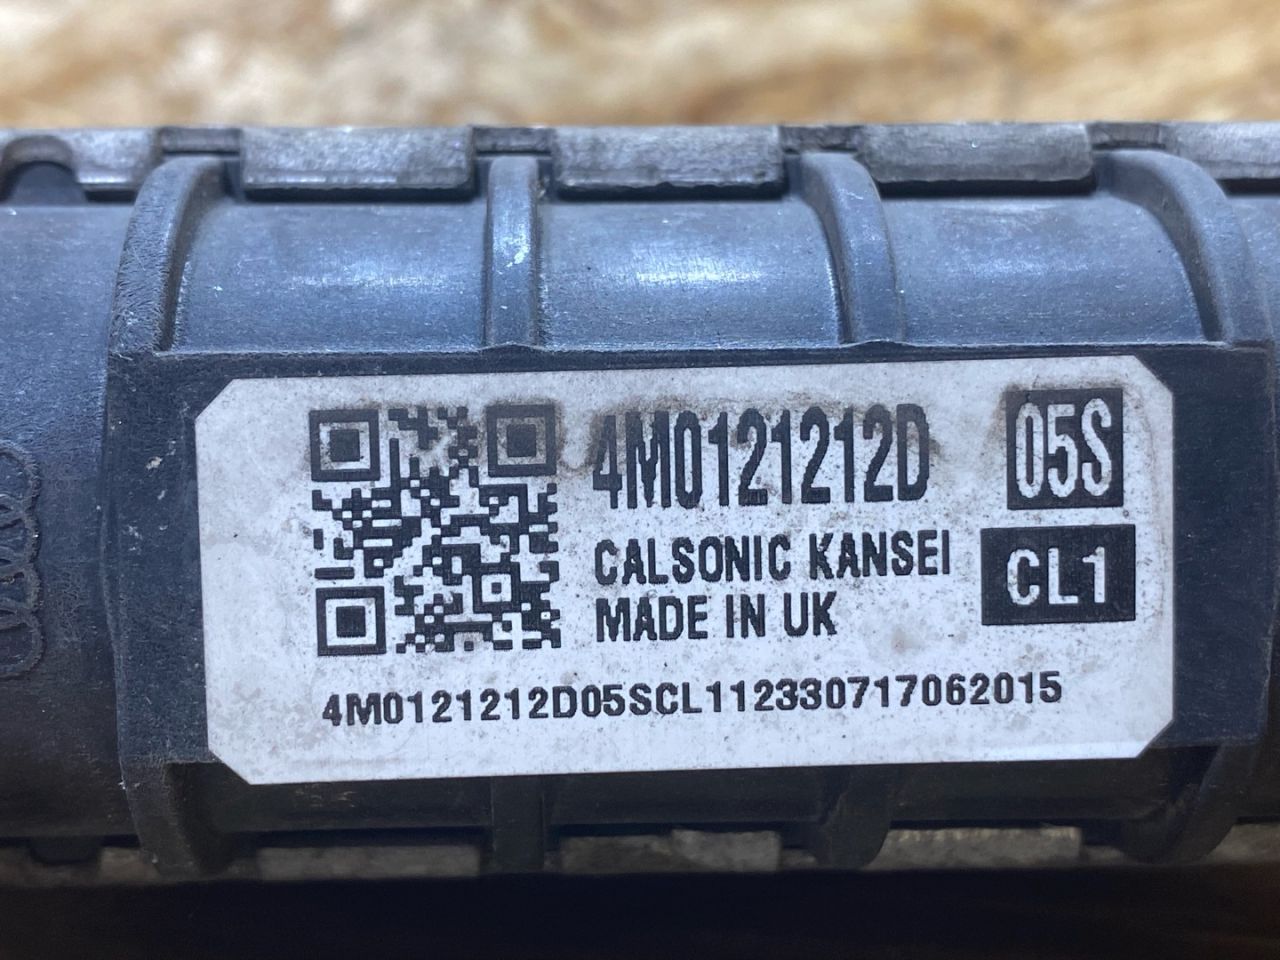 4M0121212D
05S
CALSONIC KANSEI
CL1
MADE IN UK
4M0121212D05SCL112330717062015